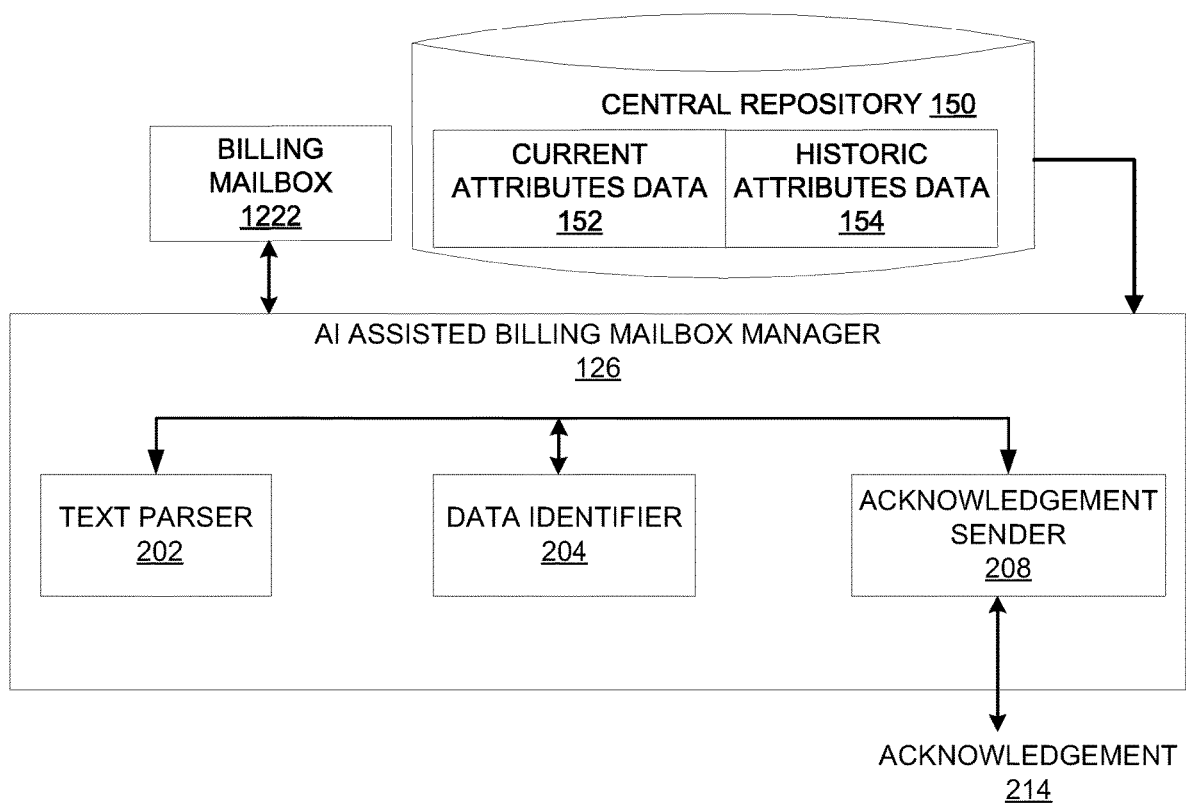 CENTRAL REPOSITORY 150
BILLING
MAILBOX
1222
CURRENT
ATTRIBUTES DATA
152
HISTORIC
ATTRIBUTES DATA
154
AI ASSISTED BILLING MAILBOX MANAGER
126
TEXT PARSER
202
DATA IDENTIFIER
204
ACKNOWLEDGEMENT
SENDER
208
ACKNOWLEDGEMENT
214